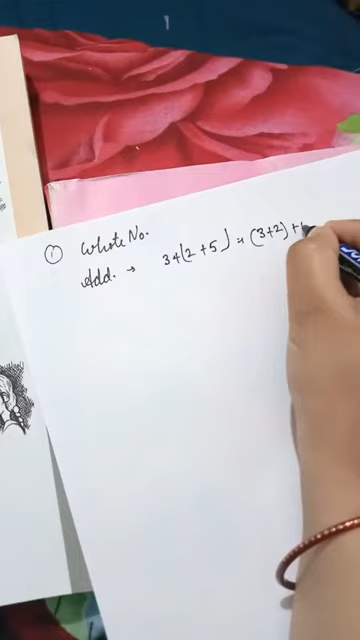 ① Whole No.
Add. → 3+(2+5) = (3+2)+